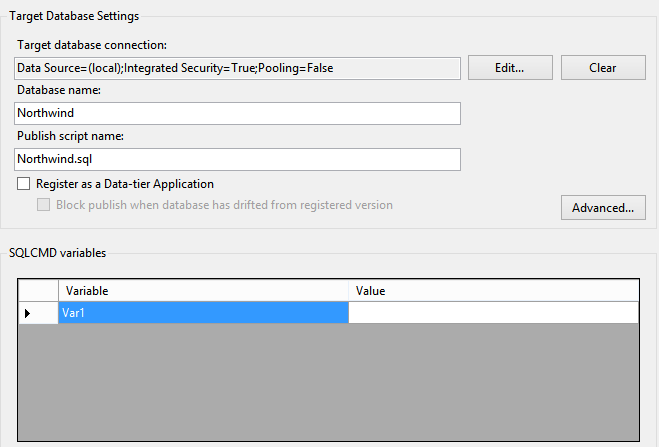 Target Database Settings
Target database connection:
Data Source=(local);Integrated Security=True;Pooling=False
Edit...
Clear
Database name:
Northwind
Publish script name:
Northwind.sql
Register as a Data-tier Application
Block publish when database has drifted from registered version
Advanced...
SQLCMD variables
Variable Value
Var1